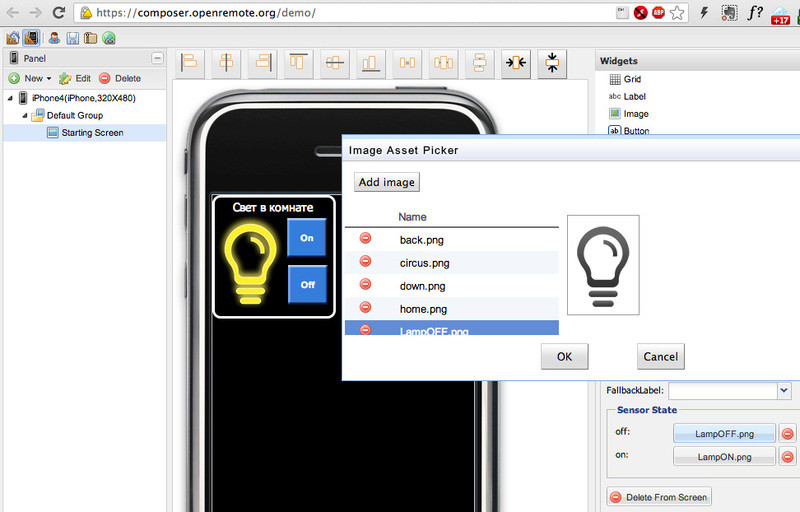 https://composer.openremote.org/demo/
ABP
f?
+17
Panel
New Edit Delete
iPhone4(iPhone,320X480)
Default Group
Starting Screen
Widgets
Grid
abc Label
Image
ab Button
Свет в комнате
On
Off
Image Asset Picker
Add image
Name
back.png
circus.png
down.png
home.png
LampOFF.png
OK Cancel
FallbackLabel:
Sensor State
off: LampOFF.png
on: LampON.png
Delete From Screen